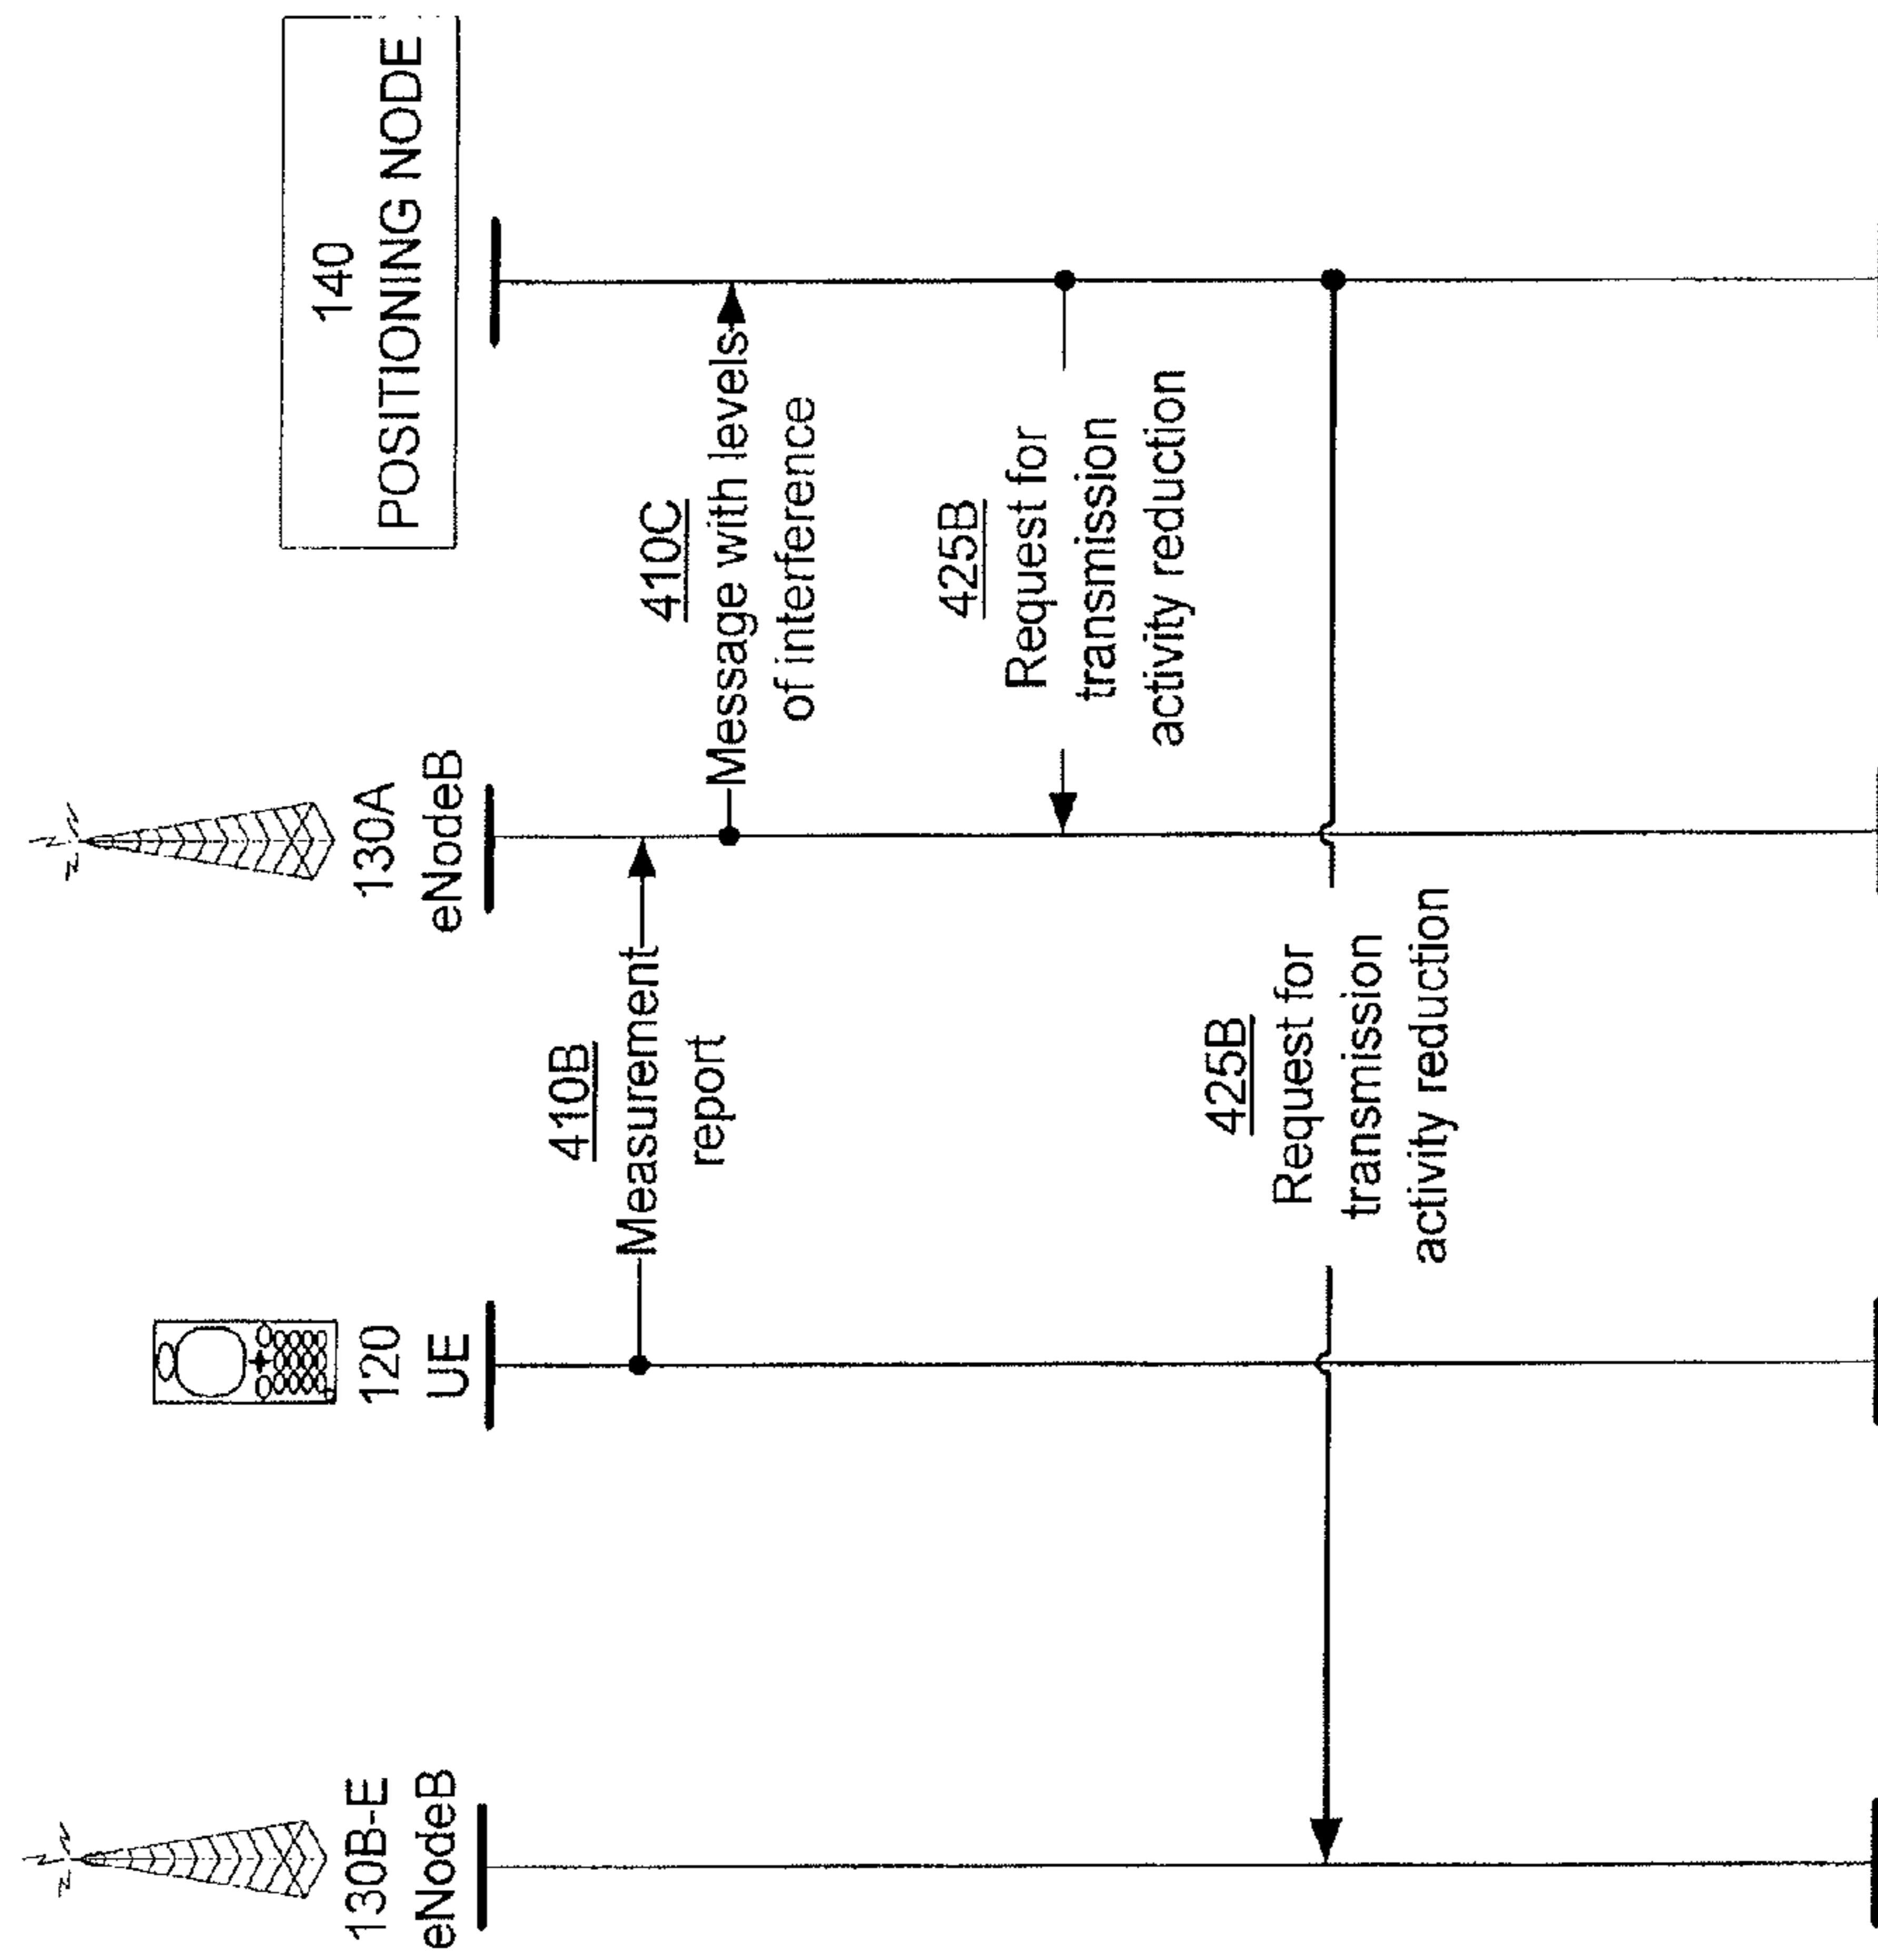 130B-E
eNodeB
120
UE
130A
eNodeB
140
POSITIONING NODE
410B
Measurement
report
410C
Message with levels
of interference
425B
Request for
transmission
activity reduction
425B
Request for
transmission
activity reduction